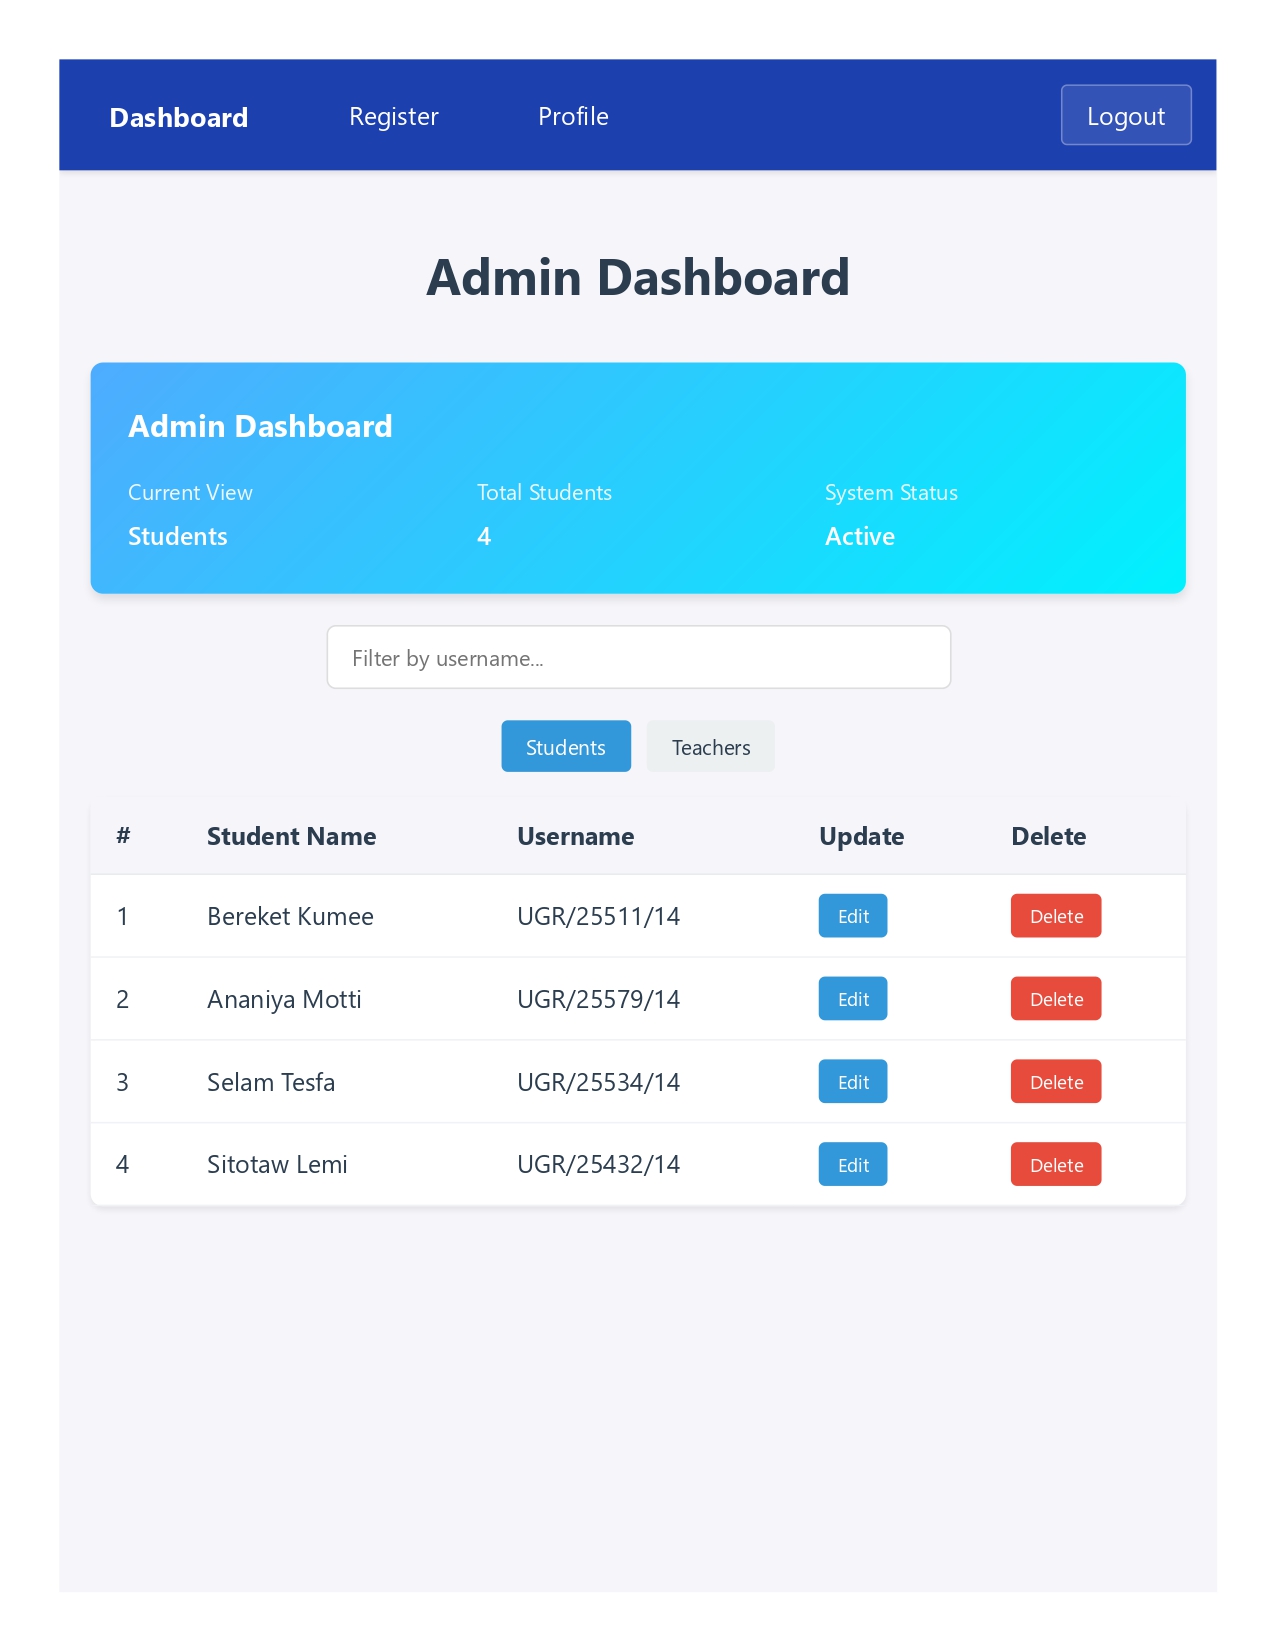 Dashboard Register Profile Logout
Admin Dashboard
Admin Dashboard
Current View Total Students System Status
Students 4 Active
Filter by username...
Students Teachers
# Student Name Username Update Delete
1 Bereket Kumee UGR/25511/14 Edit Delete
2 Ananiya Motti UGR/25579/14 Edit Delete
3 Selam Tesfa UGR/25534/14 Edit Delete
4 Sitotaw Lemi UGR/25432/14 Edit Delete